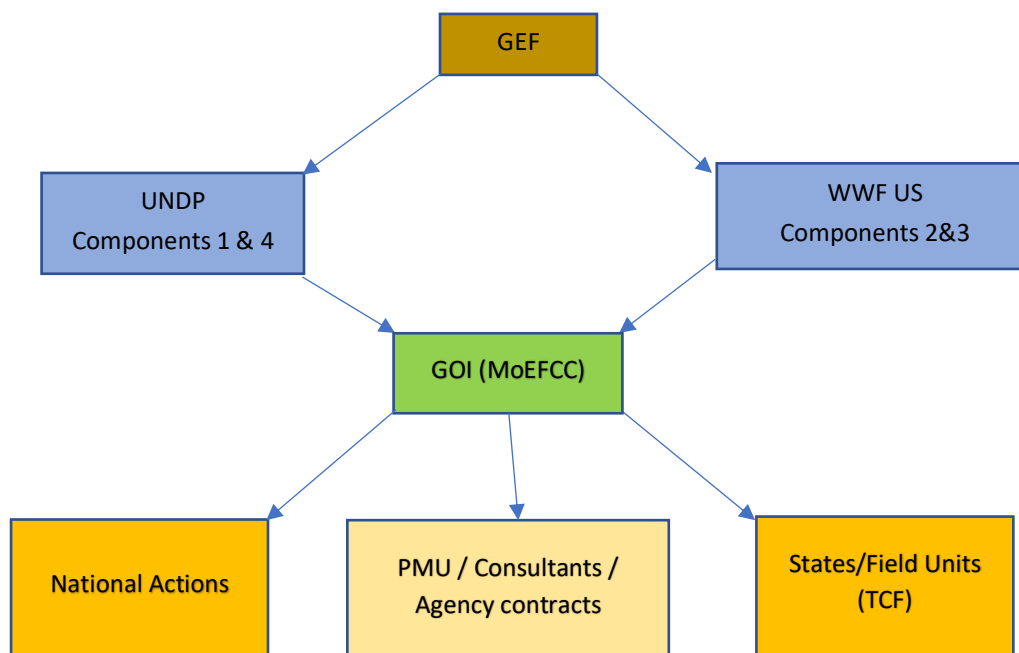 GEF
UNDP
Components 1 & 4
WWF US
Components 2&3
GOI (MoEFCC)
National Actions
PMU / Consultants /
Agency contracts
States/Field Units
(TCF)